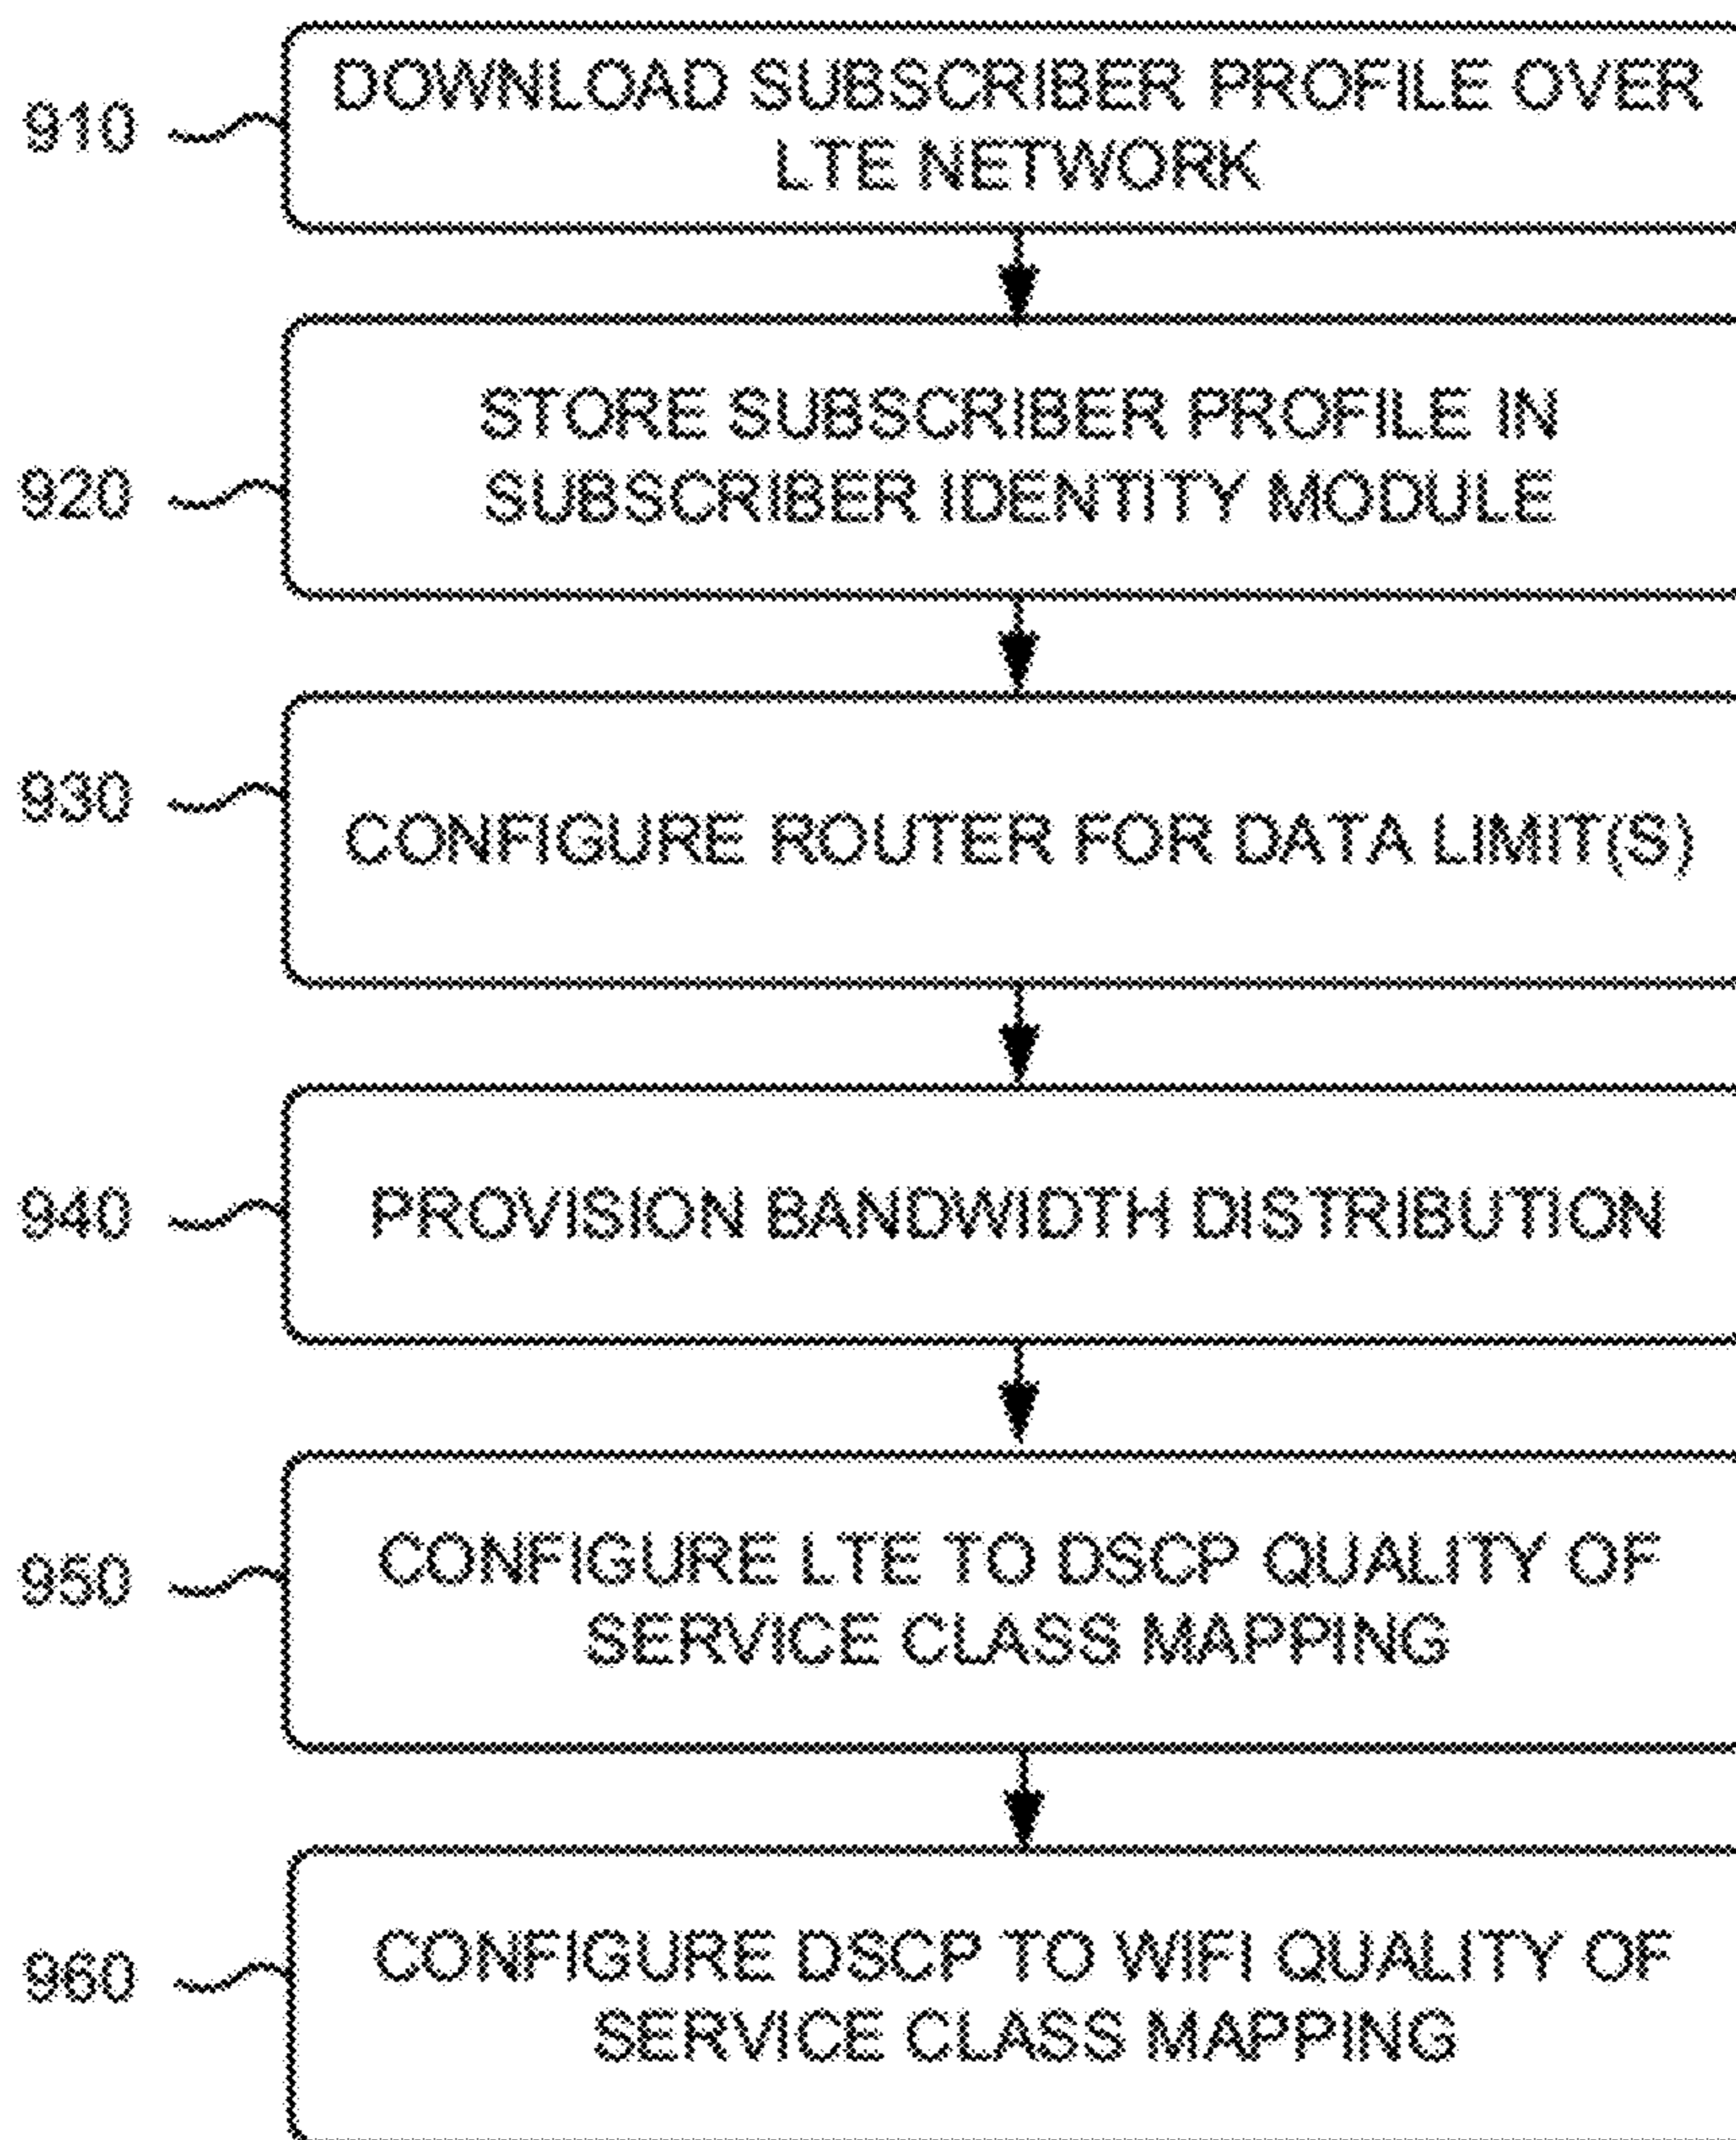 910
DOWNLOAD SUBSCRIBER PROFILE OVER
LTE NETWORK
920
STORE SUBSCRIBER PROFILE IN
SUBSCRIBER IDENTITY MODULE
930
CONFIGURE ROUTER FOR DATA LIMIT(S)
940
PROVISION BANDWIDTH DISTRIBUTION
950
CONFIGURE LTE TO DSCP QUALITY OF
SERVICE CLASS MAPPING
960
CONFIGURE DSCP TO WIFI QUALITY OF
SERVICE CLASS MAPPING